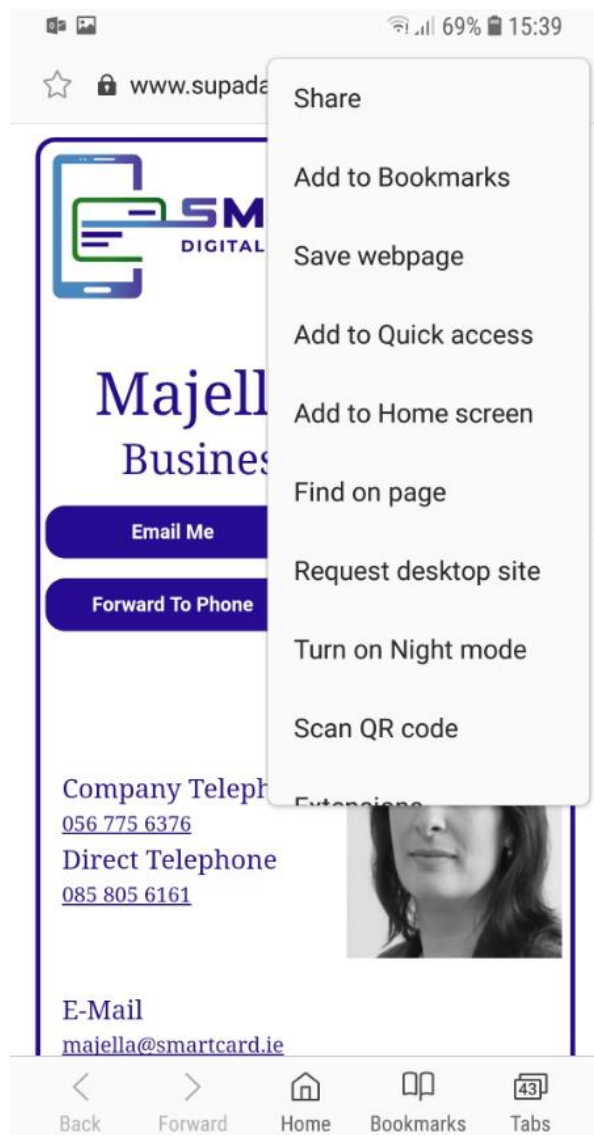 69% 15:39
www.supada
Share
Add to Bookmarks
Save webpage
Add to Quick access
Add to Home screen
Find on page
Request desktop site
Turn on Night mode
Scan QR code
Extensions
SM
DIGITAL
Majell
Busines
Email Me
Forward To Phone
Company Teleph
056 775 6376
Direct Telephone
085 805 6161
E-Mail
majella@smartcard.ie
43
Back Forward Home Bookmarks Tabs